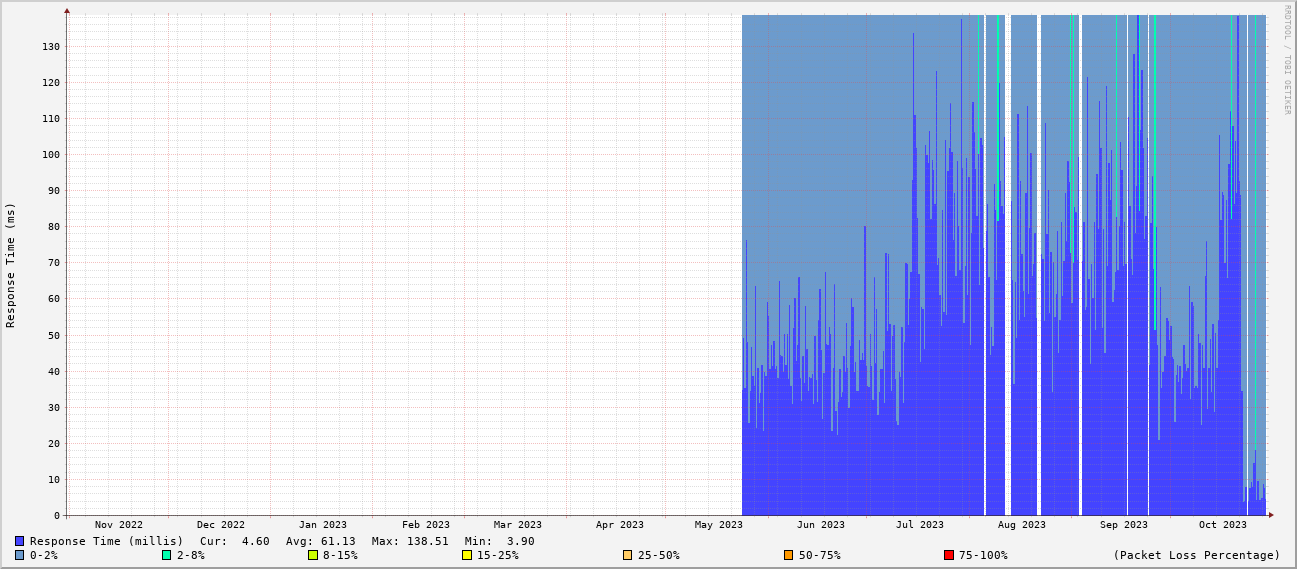 RRDTOOL / TOBI OETIKER
Response Time (ms)
130
120
110
100
90
80
70
60
50
40
30
20
10
0
Nov 2022 Dec 2022 Jan 2023 Feb 2023 Mar 2023 Apr 2023 May 2023 Jun 2023 Jul 2023 Aug 2023 Sep 2023 Oct 2023
Response Time (millis) Cur: 4.60 Avg: 61.13 Max: 138.51 Min: 3.90
0-2% 2-8% 8-15% 15-25% 25-50% 50-75% 75-100% (Packet Loss Percentage)